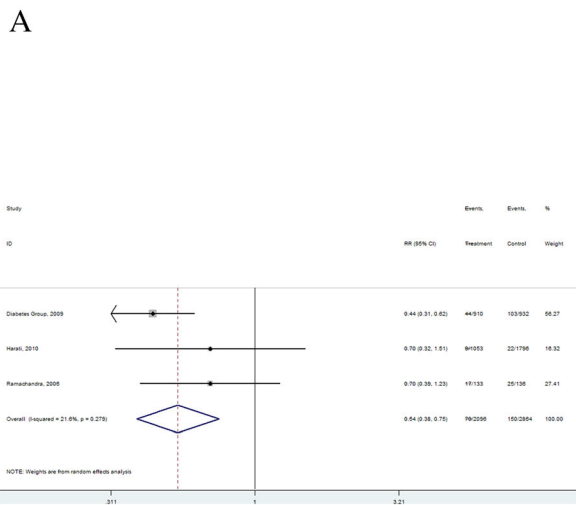 A
Study Events, Events, %
ID RR (95% CI) Treatment Control Weight
Diabetes Group, 2009 0.44 (0.31, 0.62) 44/910 103/932 56.27
Harati, 2010 0.70 (0.32, 1.51) 9/1053 22/1796 16.32
Ramachandra, 2006 0.70 (0.39, 1.23) 17/133 25/136 27.41
Overall (I-squared = 21.6%, p = 0.279) 0.54 (0.38, 0.75) 70/2096 150/2864 100.00
NOTE: Weights are from random effects analysis
.311 1 3.21